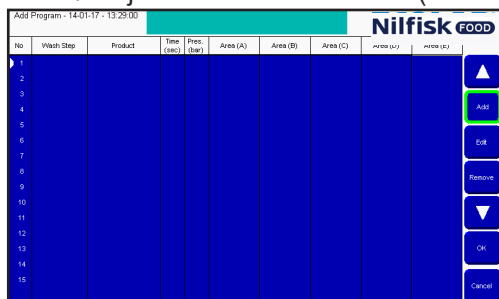 Add Program - 14-01-17 - 13:29:00
Nilfisk FOOD
No Wash Step Product Time (sec) Pres. (bar) Area (A) Area (B) Area (C) Area (D) Area (E)
1
2
3
4
5
6
7
8
9
10
11
12
13
14
15
Add
Edit
Remove
OK
Cancel